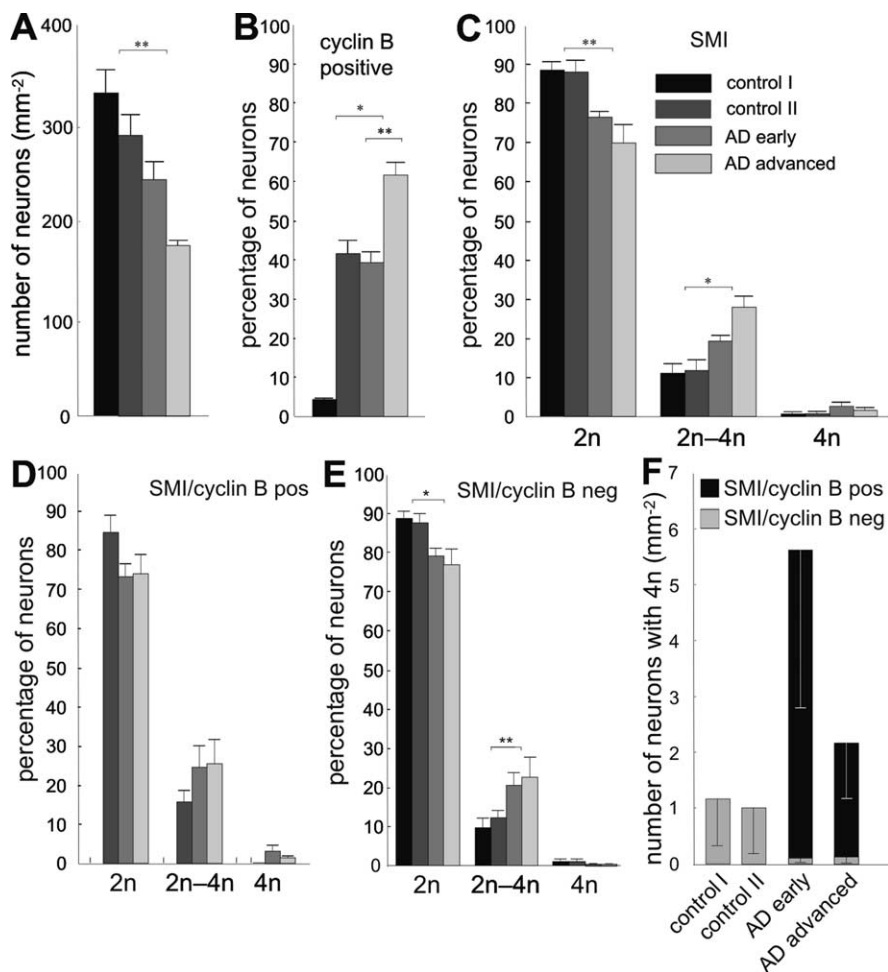 A
number of neurons (mm-2)
400
300
200
300
0
**
B
cyclin B
positive
percentage of neurons
100
90
80
70
60
50
40
30
20
10
0
*
**
C
SMI
percentage of neurons
100
90
80
70
60
50
40
30
20
10
0
**
*
control I
control II
AD early
AD advanced
2n
2n–4n
4n
D
SMI/cyclin B pos
percentage of neurons
100
90
80
70
60
50
40
30
20
10
0
2n
2n–4n
4n
E
SMI/cyclin B neg
percentage of neurons
100
90
80
70
60
50
40
30
20
10
0
*
**
2n
2n–4n
4n
F
SMI/cyclin B pos
SMI/cyclin B neg
number of neurons with 4n (mm-2)
7
6
5
4
3
2
1
0
control I
control II
AD early
AD advanced